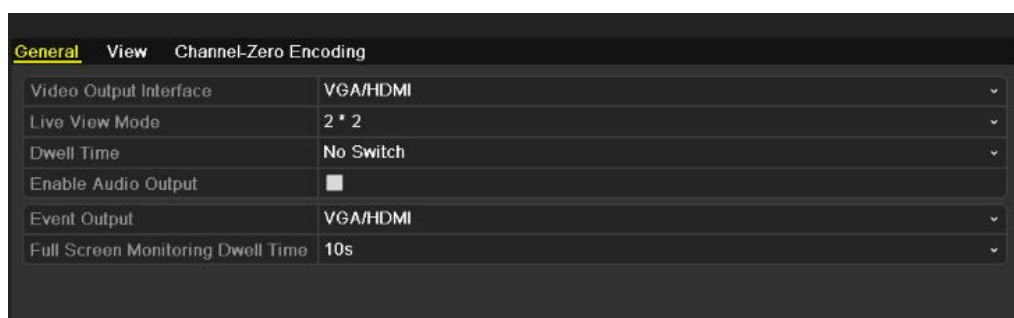 General View Channel-Zero Encoding
Video Output Interface VGA/HDMI
Live View Mode 2 * 2
Dwell Time No Switch
Enable Audio Output
Event Output VGA/HDMI
Full Screen Monitoring Dwell Time 10s